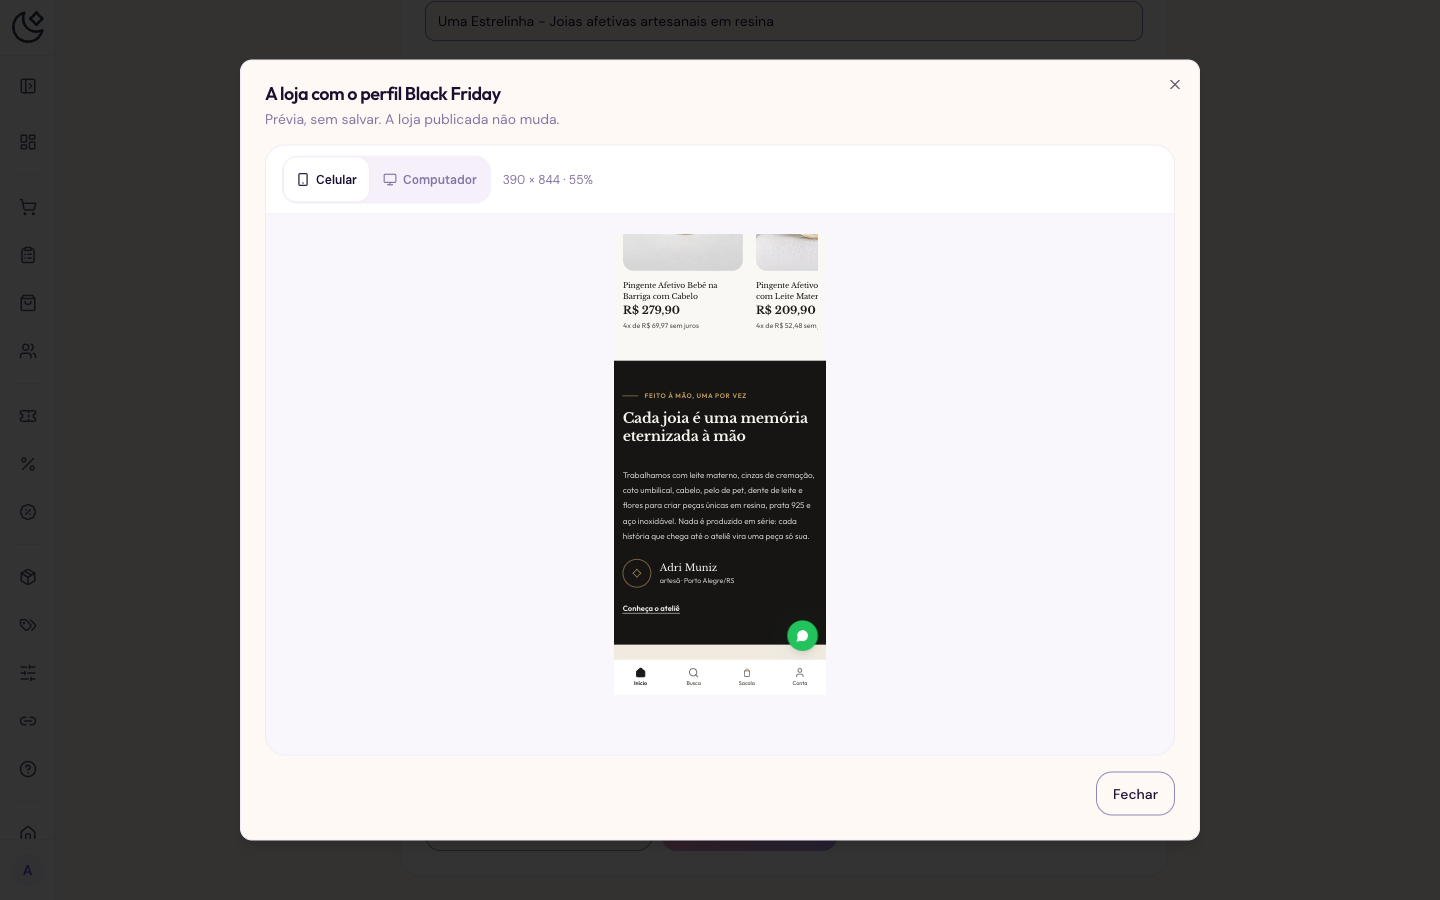 Uma Estrelinha - Joias afetivas artesanais em resina
A loja com o perfil Black Friday
Prévia, sem salvar. A loja publicada não muda.
Celular
Computador
390 × 844 · 55%
Pingente Afetivo Bebê na
Barriga com Cabelo
R$ 279,90
4x de R$ 69,97 sem juros
Pingente Afetivo
com Leite Mater
R$ 209,90
4x de R$ 52,48 sem
FEITO À MÃO, UMA POR VEZ
Cada joia é uma memória
eternizada à mão
Trabalhamos com leite materno, cinzas de cremação,
coto umbilical, cabelo, pelo de pet, dente de leite e
flores para criar peças únicas em resina, prata 925 e
aço inoxidável. Nada é produzido em série: cada
história que chega até o ateliê vira uma peça só sua.
Adri Muniz
artesã · Porto Alegre/RS
Conheça o ateliê
Início
Busca
Sacola
Conta
Fechar
A